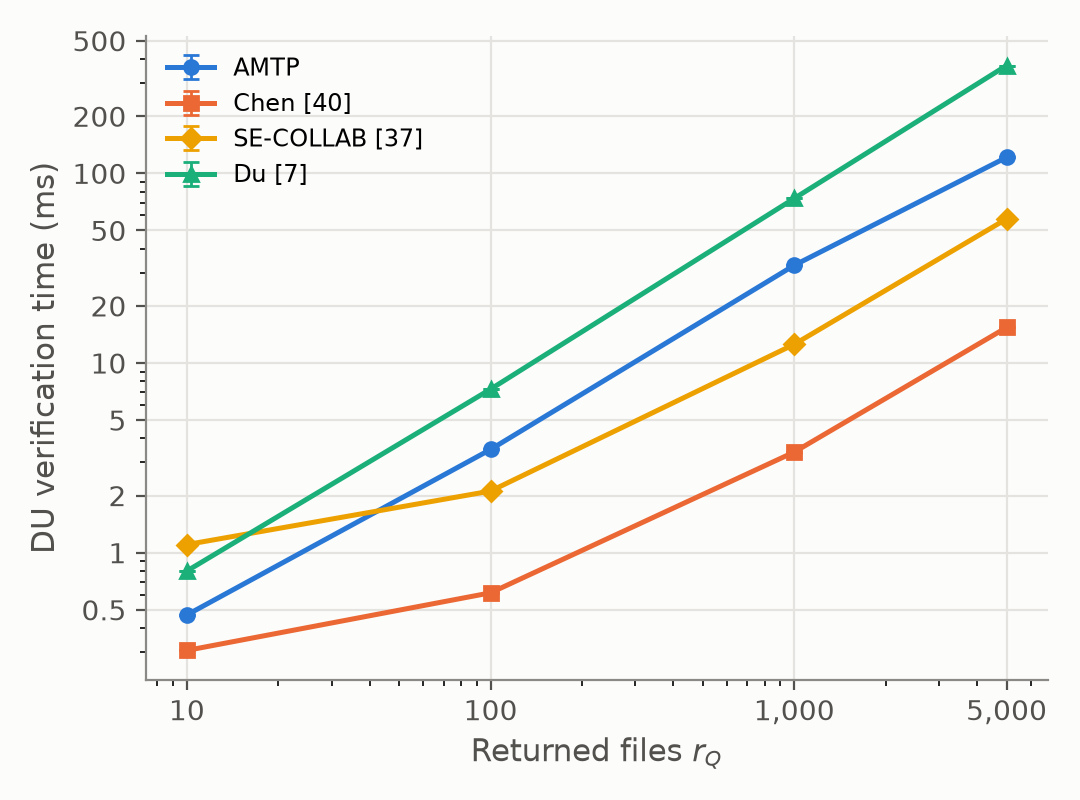 500
200
100
50
20
10
5
2
1
0.5
DU verification time (ms)
AMTP
Chen [40]
SE-COLLAB [37]
Du [7]
10
100
1,000
5,000
Returned files r_Q